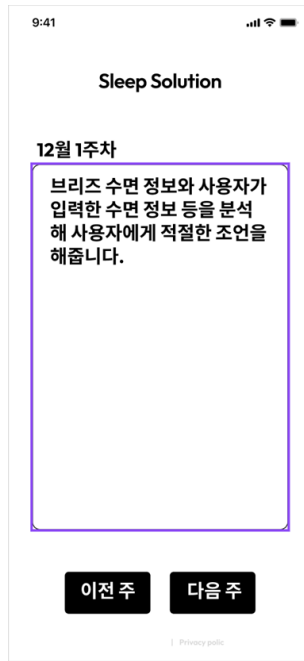 9:41
Sleep Solution
12월 1주차
브리즈 수면 정보와 사용자가
입력한 수면 정보 등을 분석
해 사용자에게 적절한 조언을
해줍니다.
이전 주
다음 주
| Privacy polic